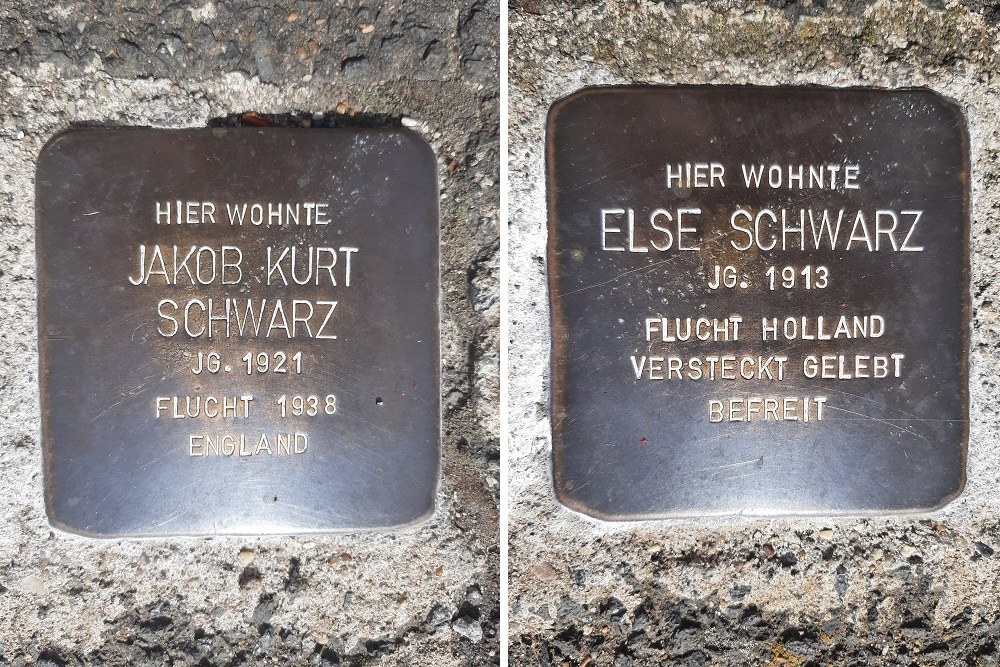 HIER WOHNTE
JAKOB KURT
SCHWARZ
JG. 1921
FLUCHT 1938
ENGLAND
HIER WOHNTE
ELSE SCHWARZ
JG. 1913
FLUCHT HOLLAND
VERSTECKT GELEBT
BEFREIT